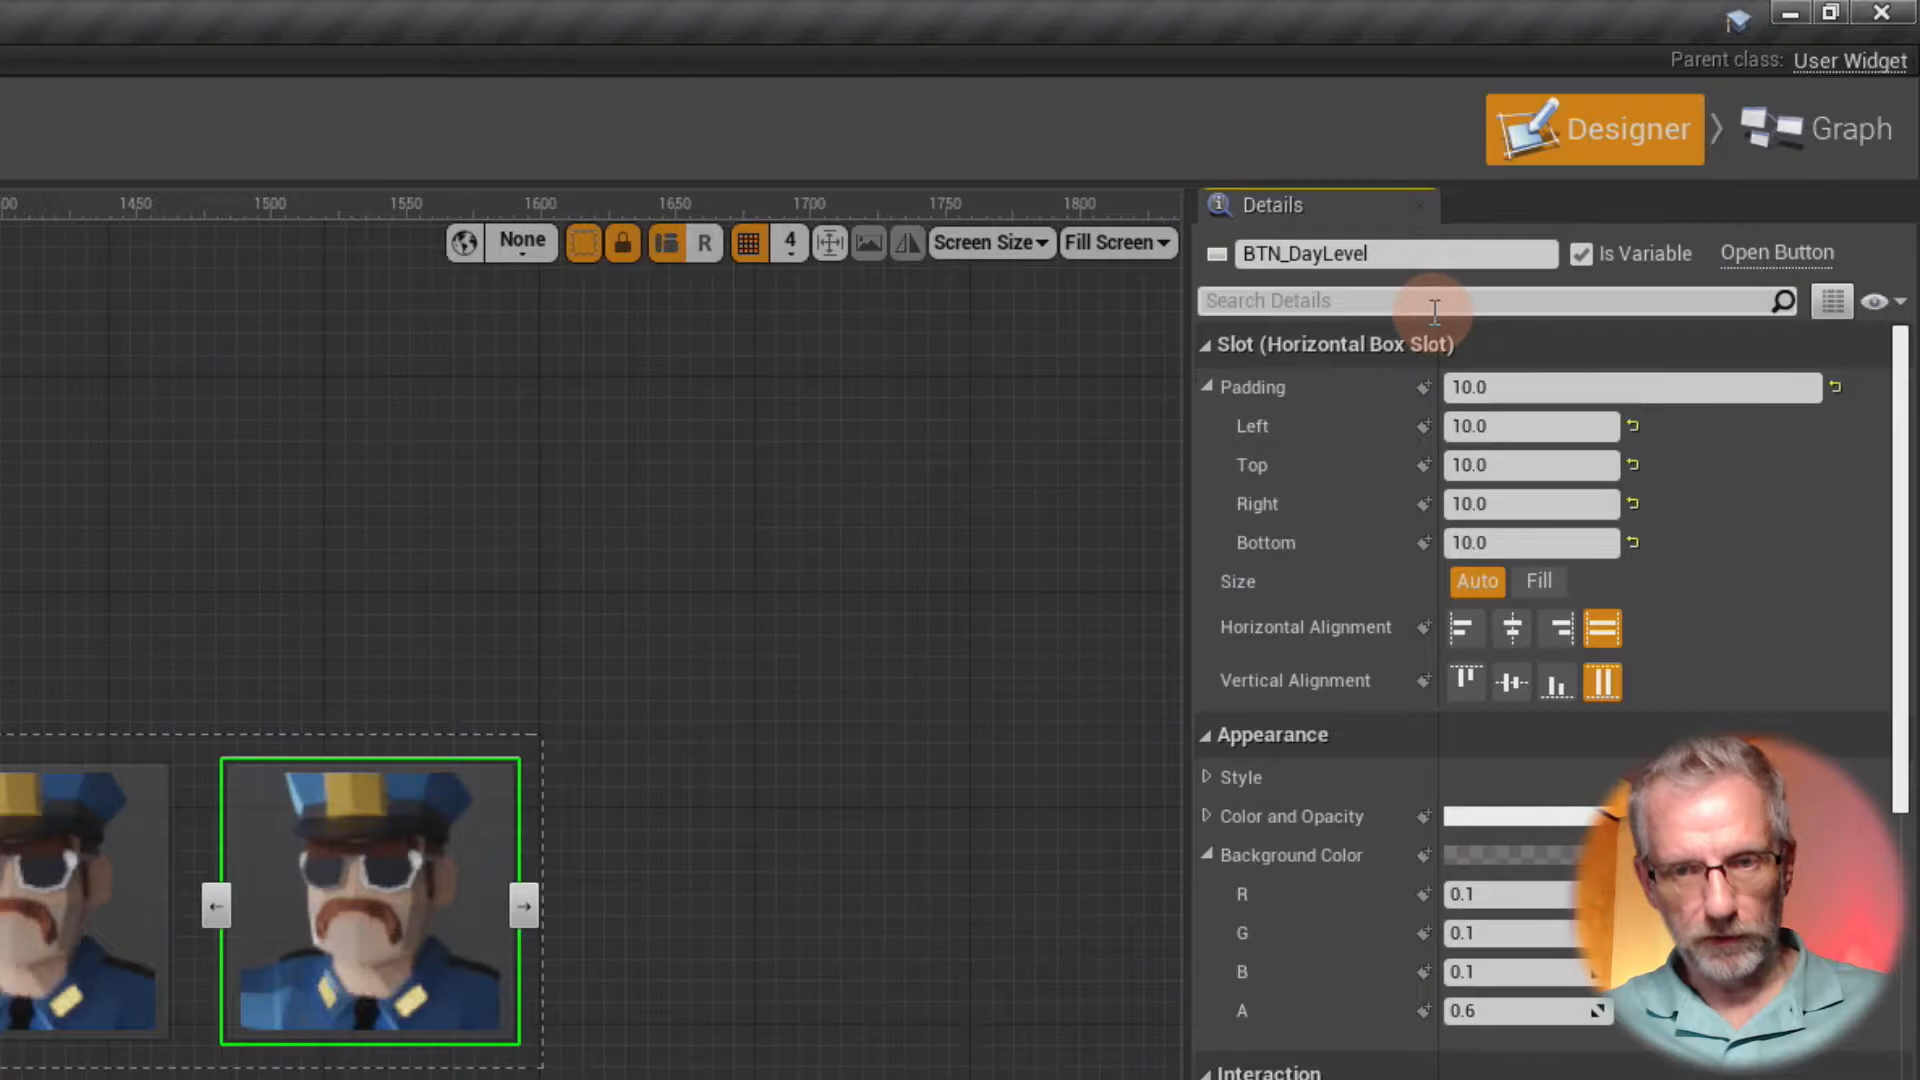 Parent class: User Widget
Designer
Graph
00 1450 1500 1550 1600 1650 1700 1750 1800
Details
None R 4 Screen Size Fill Screen
BTN_DayLevel Is Variable Open Button
Search Details
Slot (Horizontal Box Slot)
Padding 10.0
Left 10.0
Top 10.0
Right 10.0
Bottom 10.0
Size Auto Fill
Horizontal Alignment
Vertical Alignment
Appearance
Style
Color and Opacity
Background Color
R 0.1
G 0.1
B 0.1
A 0.6
Interaction